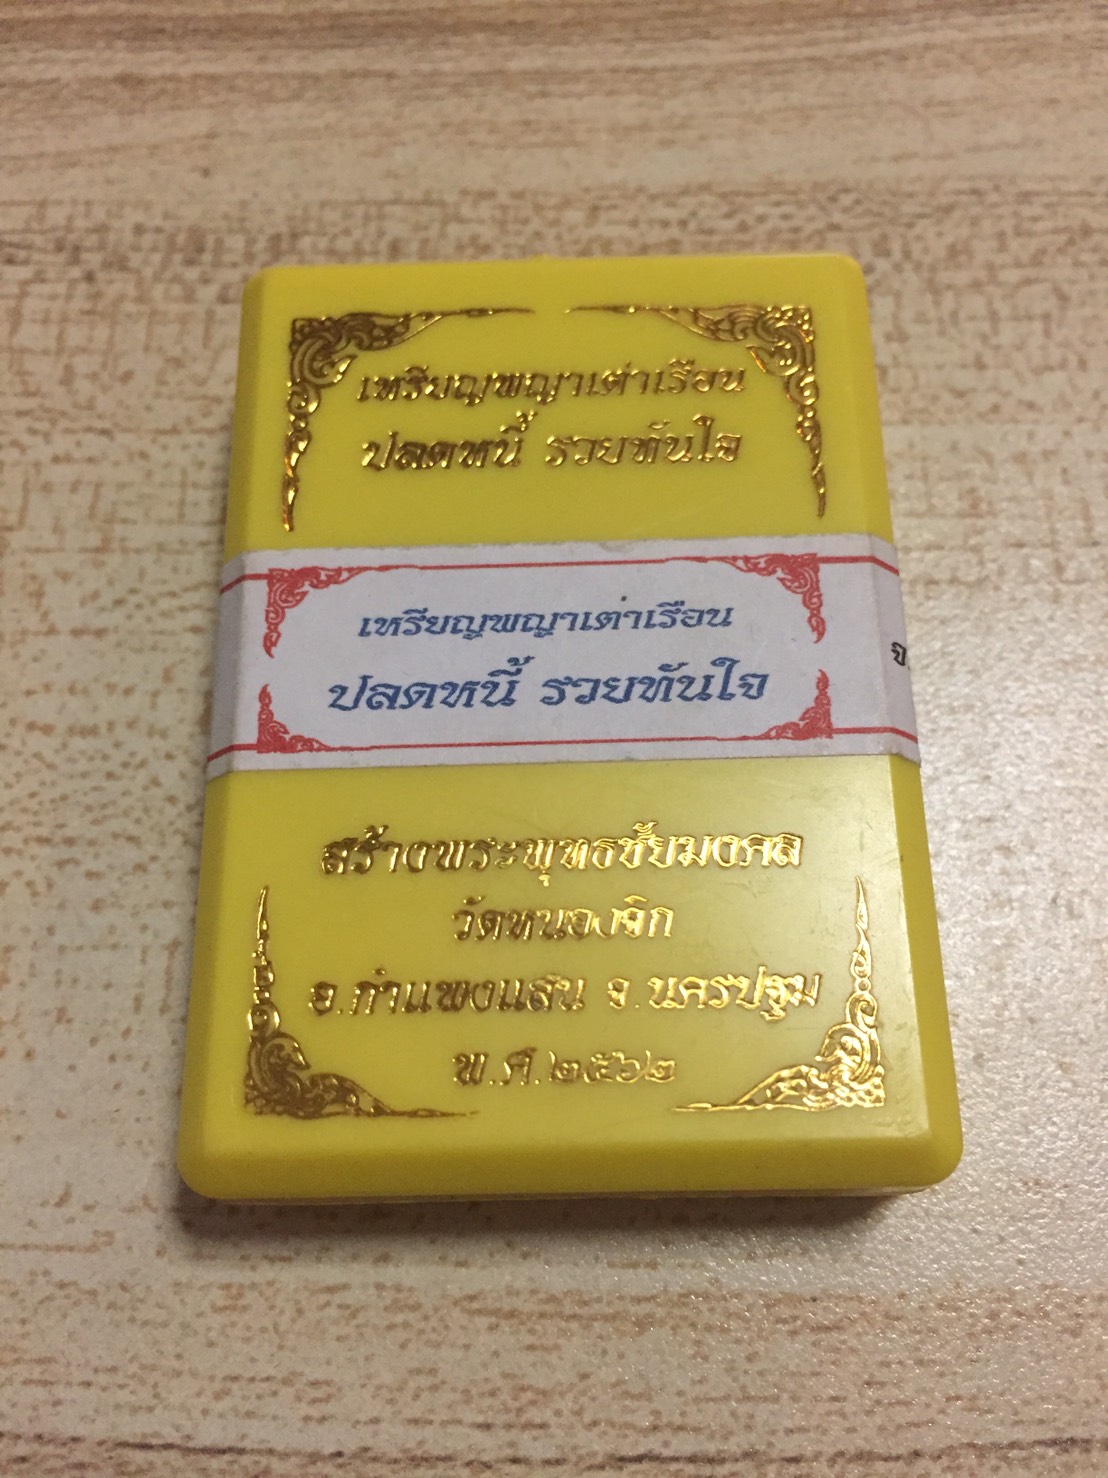 เหรียญพญาเต่าเรือน
ปลดหนี้ รวยทันใจ
เหรียญพญาเต่าเรือน
ปลดหนี้ รวยทันใจ
สร้างพระพุทธชัยมงคล
วัดหนองจิก
อ.กำแพงแสน จ.นครปฐม
พ.ศ.๒๕๖๒